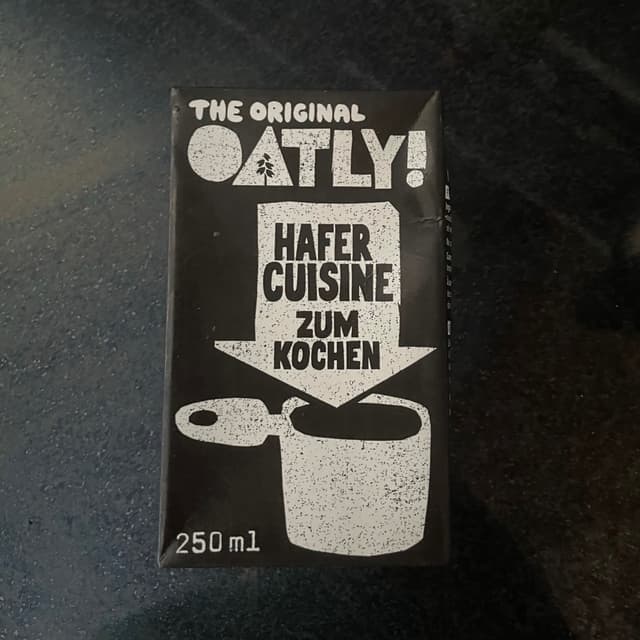 THE ORIGINAL
OATLY!
HAFER
CUISINE
ZUM
KOCHEN
250 ml